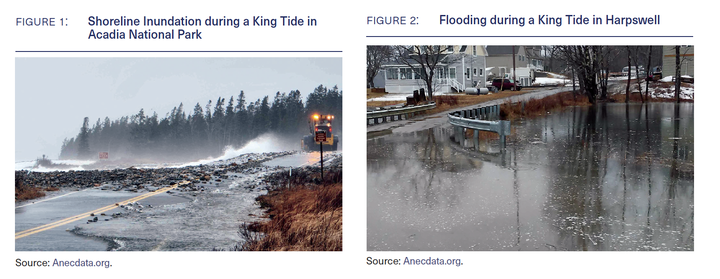 FIGURE 1: Shoreline Inundation during a King Tide in
Acadia National Park
Source: Anecdata.org.
FIGURE 2: Flooding during a King Tide in Harpswell
Source: Anecdata.org.